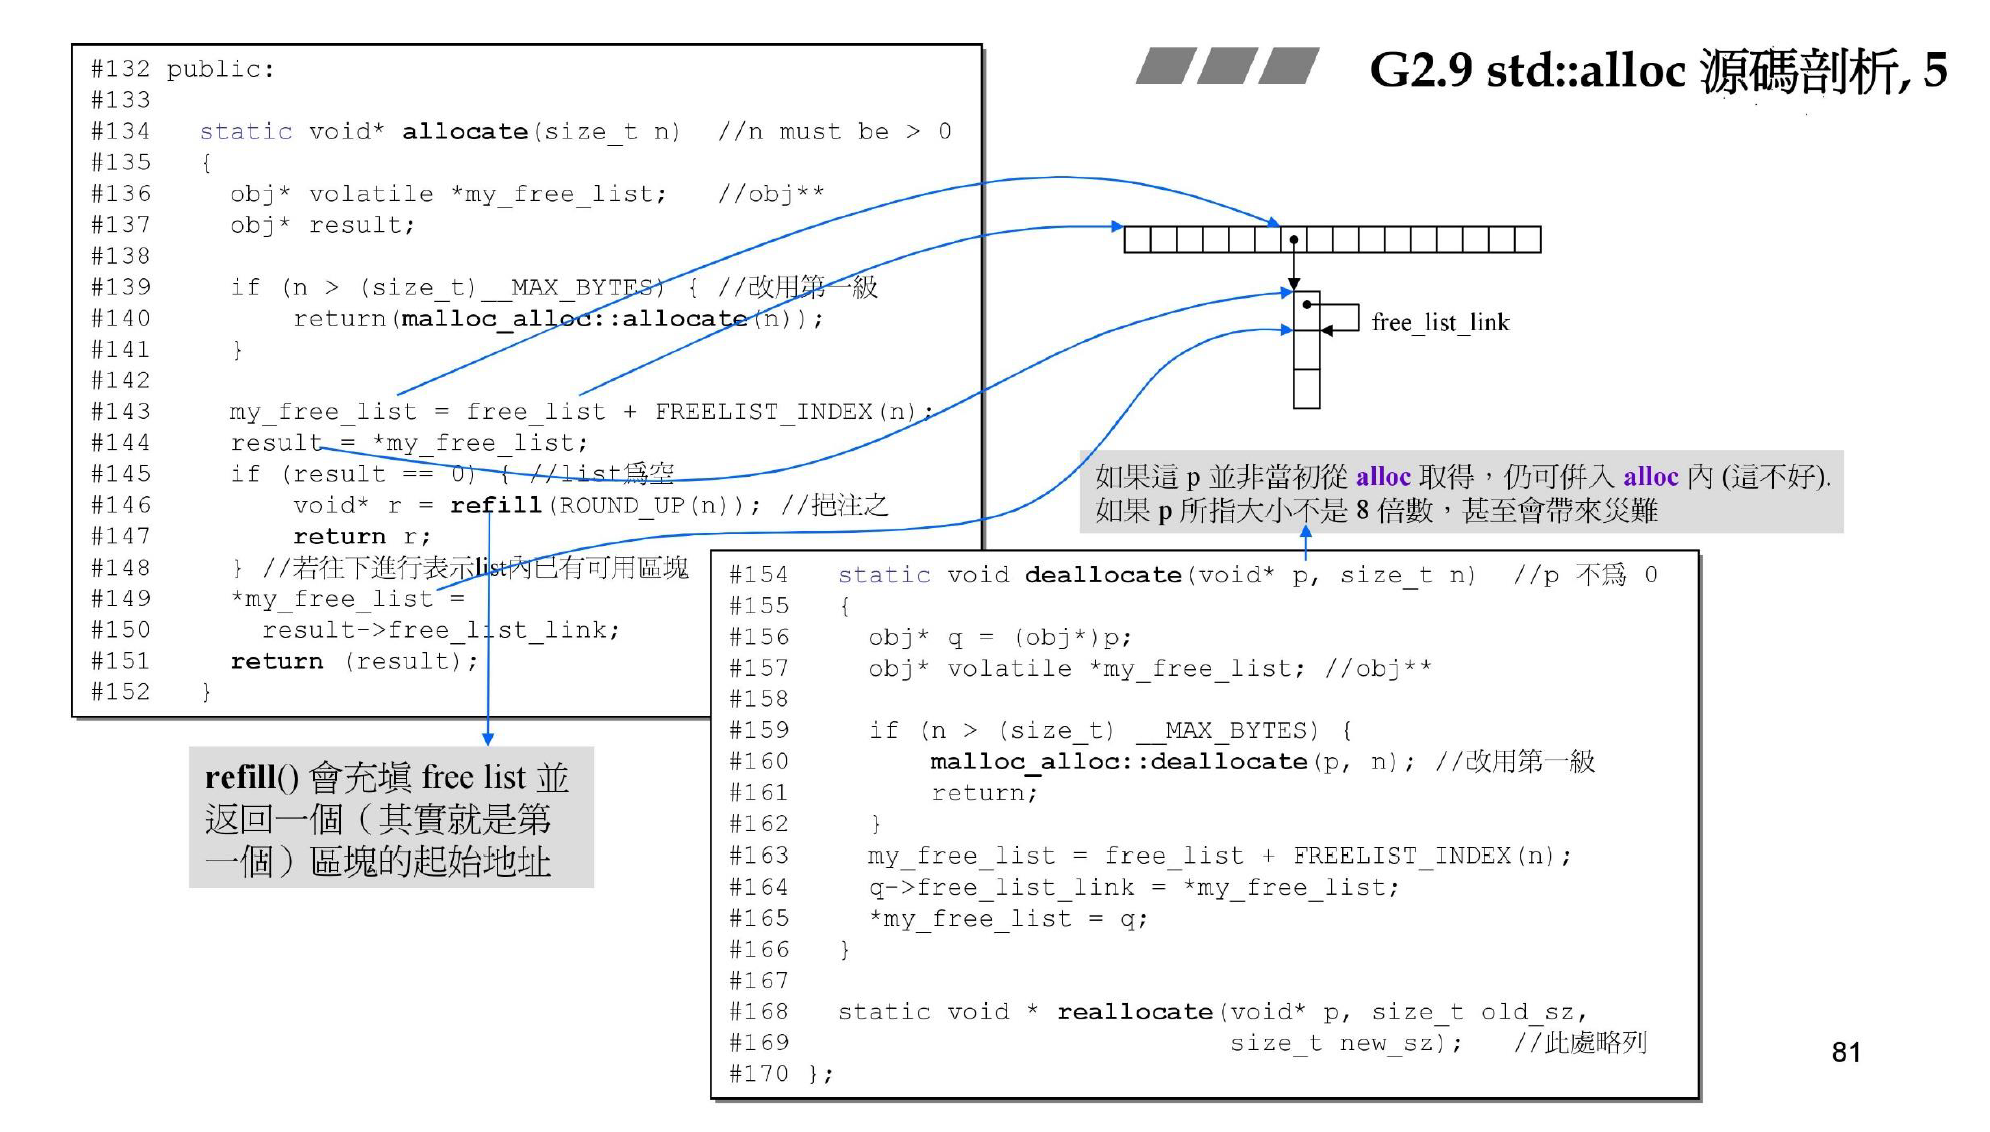 G2.9 std::alloc 源碼剖析, 5
#132 public:
#133
#134 static void* allocate(size_t n) //n must be > 0
#135 {
#136 obj* volatile *my_free_list; //obj**
#137 obj* result;
#138
#139 if (n > (size_t)__MAX_BYTES) { //改用第一級
#140 return(malloc_alloc::allocate(n));
#141 }
#142
#143 my_free_list = free_list + FREELIST_INDEX(n);
#144 result = *my_free_list;
#145 if (result == 0) { //list為空
#146 void* r = refill(ROUND_UP(n)); //挹注之
#147 return r;
#148 } //若往下進行表示list內已有可用區塊
#149 *my_free_list =
#150 result->free_list_link;
#151 return (result);
#152 }
free_list_link
如果這 p 並非當初從 alloc 取得，仍可併入 alloc 內 (這不好).
如果 p 所指大小不是 8 倍數，甚至會帶來災難
refill() 會充填 free list 並
返回一個（其實就是第
一個）區塊的起始地址
#154 static void deallocate(void* p, size_t n) //p 不為 0
#155 {
#156 obj* q = (obj*)p;
#157 obj* volatile *my_free_list; //obj**
#158
#159 if (n > (size_t) __MAX_BYTES) {
#160 malloc_alloc::deallocate(p, n); //改用第一級
#161 return;
#162 }
#163 my_free_list = free_list + FREELIST_INDEX(n);
#164 q->free_list_link = *my_free_list;
#165 *my_free_list = q;
#166 }
#167
#168 static void * reallocate(void* p, size_t old_sz,
#169 size_t new_sz); //此處略列
#170 };
81